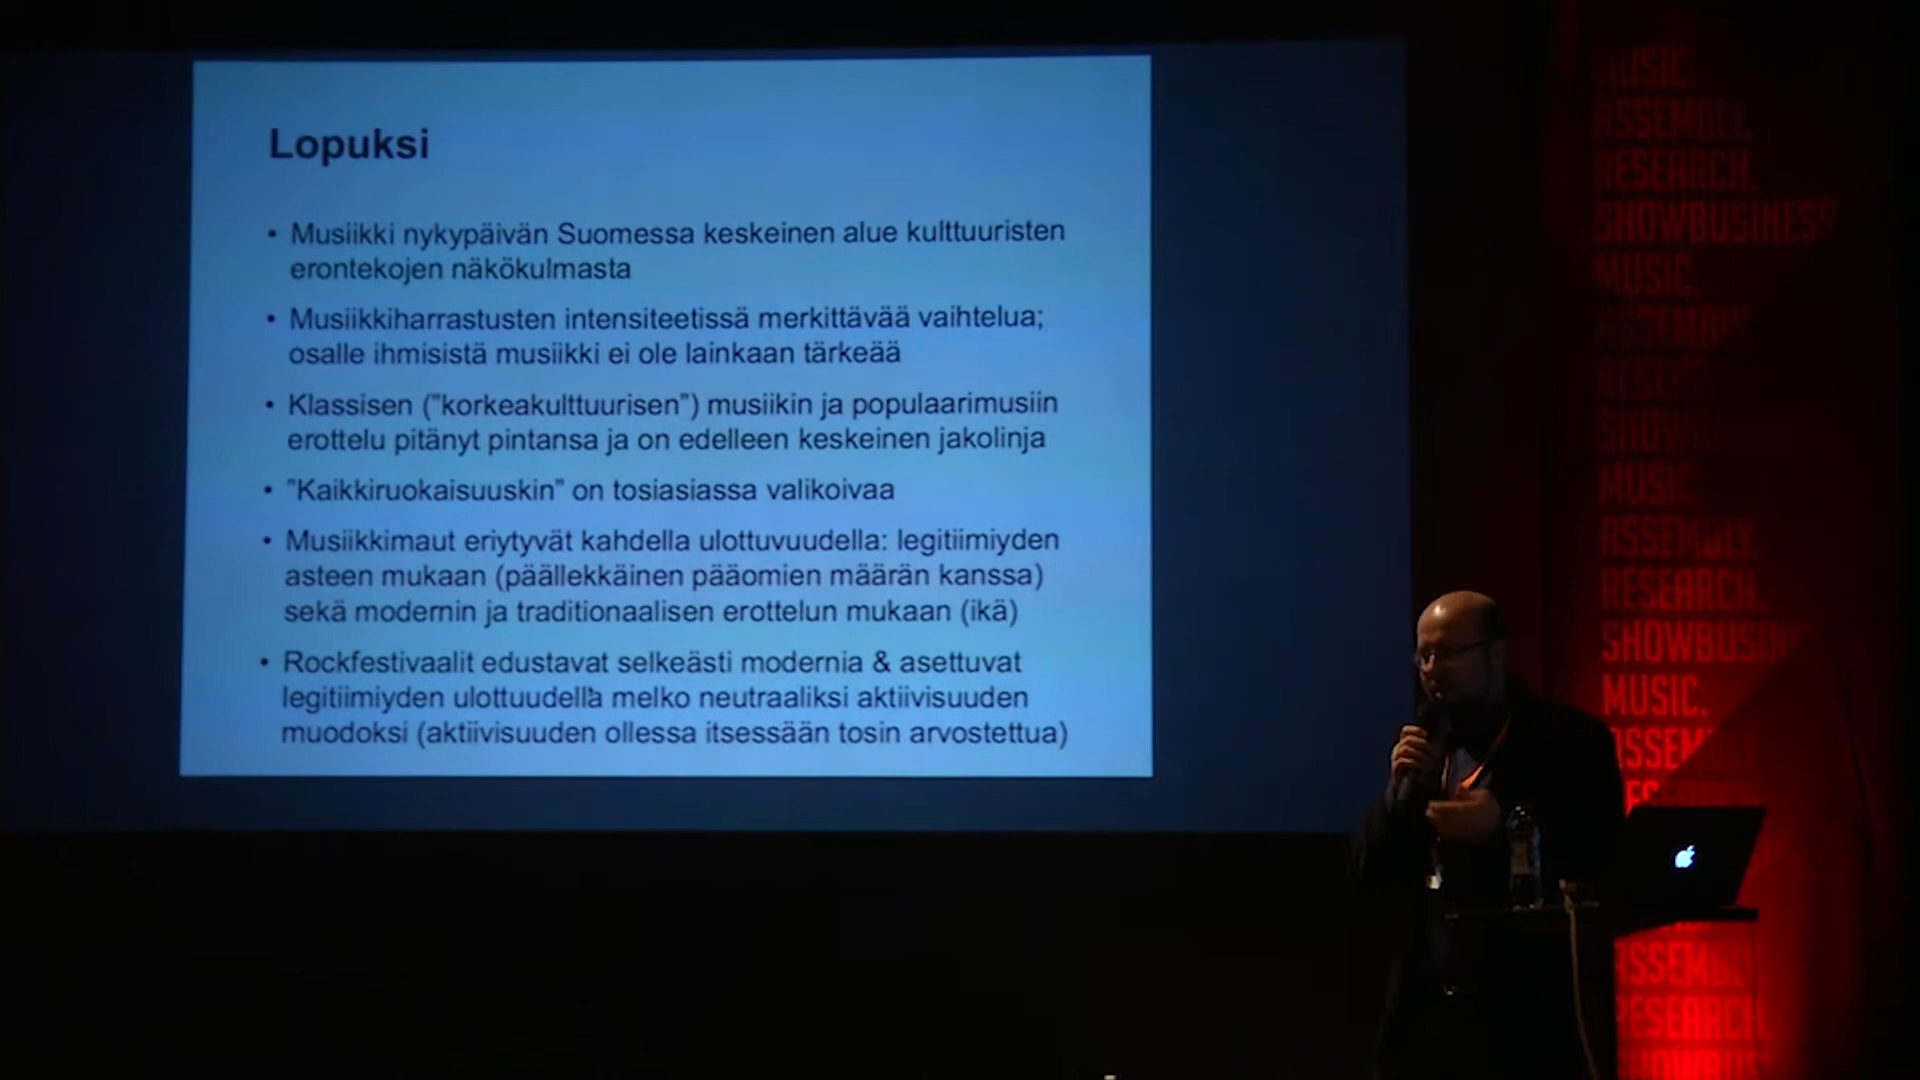 Lopuksi
• Musiikki nykypäivän Suomessa keskeinen alue kulttuuristen
erontekojen näkökulmasta
• Musiikkiharrastusten intensiteetissä merkittävää vaihtelua;
osalle ihmisistä musiikki ei ole lainkaan tärkeää
• Klassisen ("korkeakulttuurisen") musiikin ja populaarimusiin
erottelu pitänyt pintansa ja on edelleen keskeinen jakolinja
• "Kaikkiruokaisuuskin" on tosiasiassa valikoivaa
• Musiikkimaut eriytyvät kahdella ulottuvuudella: legitiimiyden
asteen mukaan (päällekkäinen pääomien määrän kanssa)
sekä modernin ja traditionaalisen erottelun mukaan (ikä)
• Rockfestivaalit edustavat selkeästi modernia & asettuvat
legitiimiyden ulottuudella melko neutraaliksi aktiivisuuden
muodoksi (aktiivisuuden ollessa itsessään tosin arvostettua)
MUSIC.
ASSEMBLY.
RESEARCH.
SHOWBUSINESS
MUSIC.
MUSIC.
ASSEMBLY.
RESEARCH.
MUSIC.